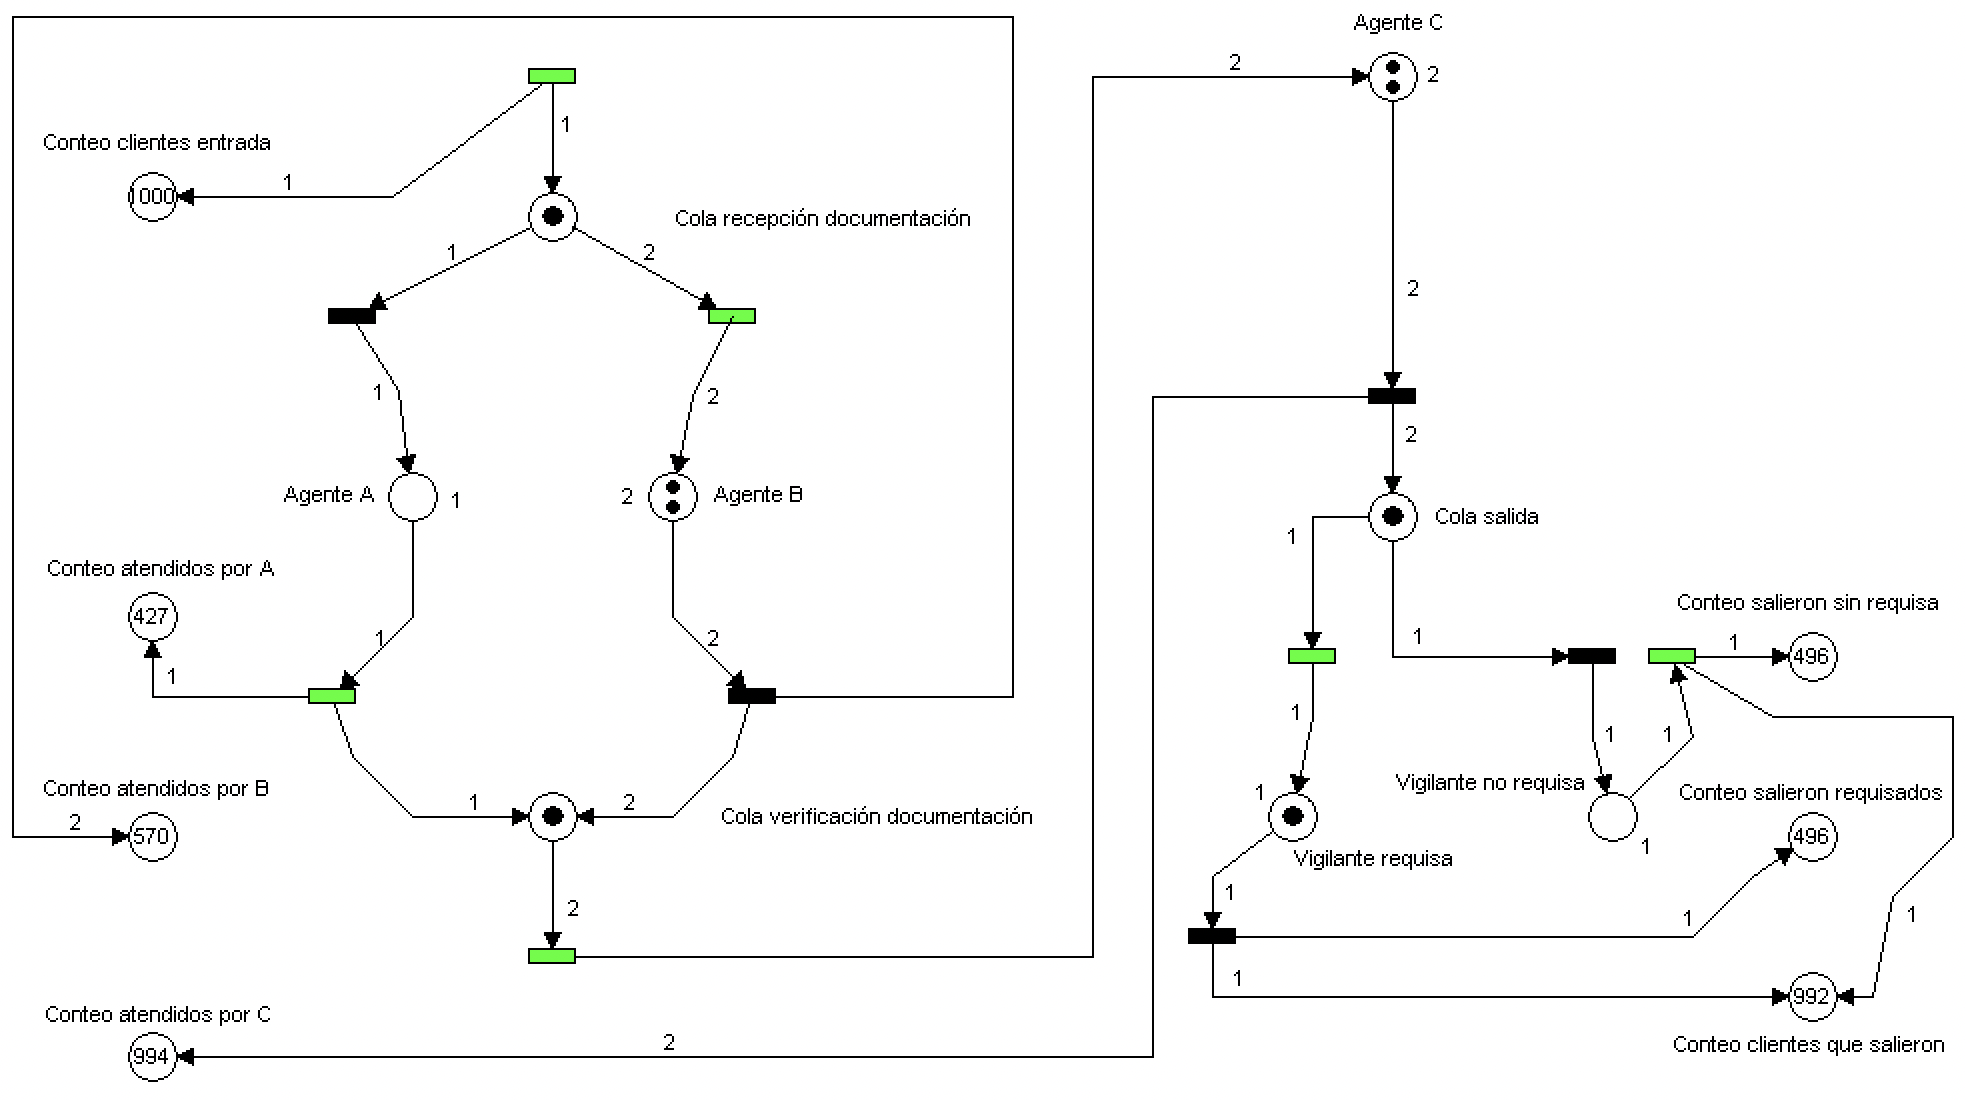 Agente C
2
2
1
Conteo clientes entrada
1
1000
Cola recepción documentación
1
2
2
1
2
2
Agente A
1
2
Agente B
Cola salida
1
Conteo atendidos por A
427
Conteo salieron sin requisa
1
2
1
1
496
1
1
1
1
Vigilante no requisa
Conteo atendidos por B
Conteo salieron requisados
1
2
1
2
Cola verificación documentación
570
496
1
Vigilante requisa
1
2
1
1
1
992
Conteo atendidos por C
994
2
Conteo clientes que salieron